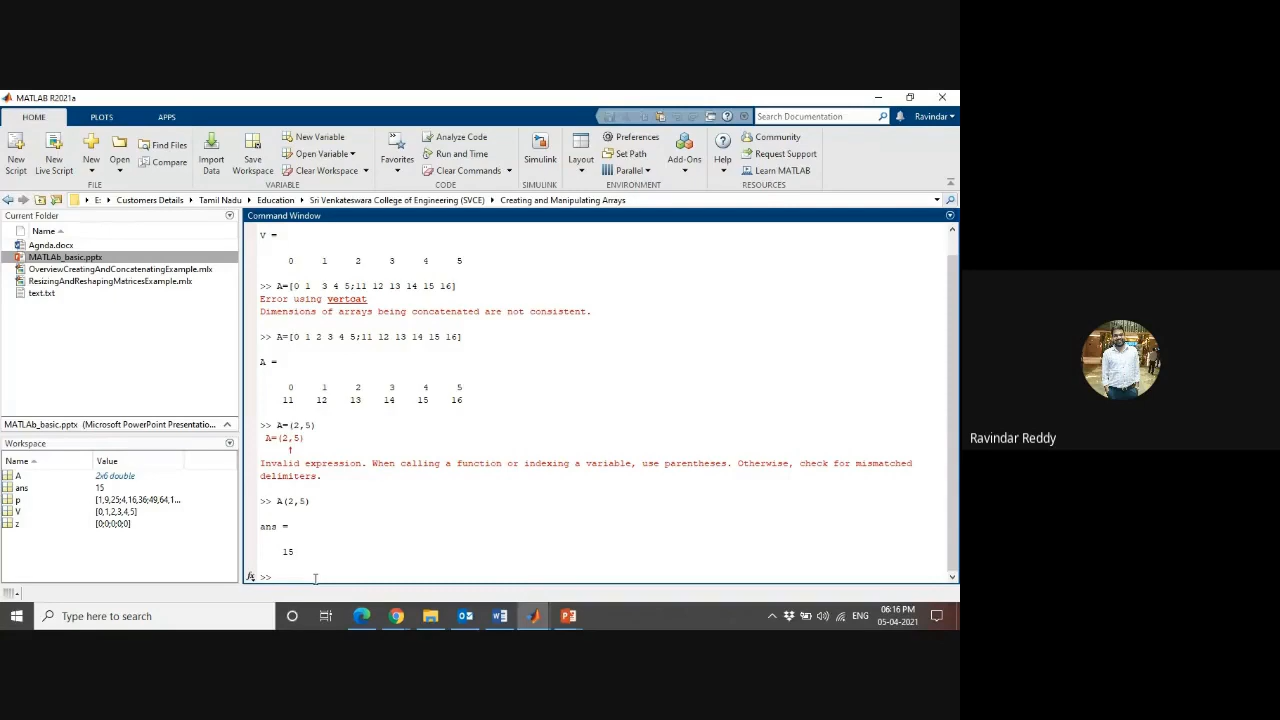 MATLAB R2021a
HOME PLOTS APPS
Search Documentation
Ravindar
New Script
New Live Script
New
Open
Find Files
Compare
Import Data
Save Workspace
New Variable
Open Variable
Clear Workspace
Favorites
Analyze Code
Run and Time
Clear Commands
Simulink
Layout
Preferences
Set Path
Parallel
Add-Ons
Help
Community
Request Support
Learn MATLAB
FILE VARIABLE CODE SIMULINK ENVIRONMENT RESOURCES
E: Customers Details Tamil Nadu Education Sri Venkateswara College of Engineering (SVCE) Creating and Manipulating Arrays
Current Folder
Name
Agnda.docx
MATLAb_basic.pptx
OverviewCreatingAndConcatenatingExample.mlx
ResizingAndReshapingMatricesExample.mlx
text.txt
MATLAb_basic.pptx (Microsoft PowerPoint Presentatio...
Workspace
Name Value
A 2x6 double
ans 15
p [1,9,25;4,16,36;49,64,1...
V [0,1,2,3,4,5]
z [0;0;0;0;0]
Command Window
V =
0 1 2 3 4 5
>> A=[0 1  3 4 5;11 12 13 14 15 16]
Error using vertcat
Dimensions of arrays being concatenated are not consistent.
>> A=[0 1 2 3 4 5;11 12 13 14 15 16]
A =
0 1 2 3 4 5
11 12 13 14 15 16
>> A=(2,5)
A=(2,5)
↑
Invalid expression. When calling a function or indexing a variable, use parentheses. Otherwise, check for mismatched
delimiters.
>> A(2,5)
ans =
15
fx >>
Type here to search
ENG
06:16 PM
05-04-2021
Ravindar Reddy